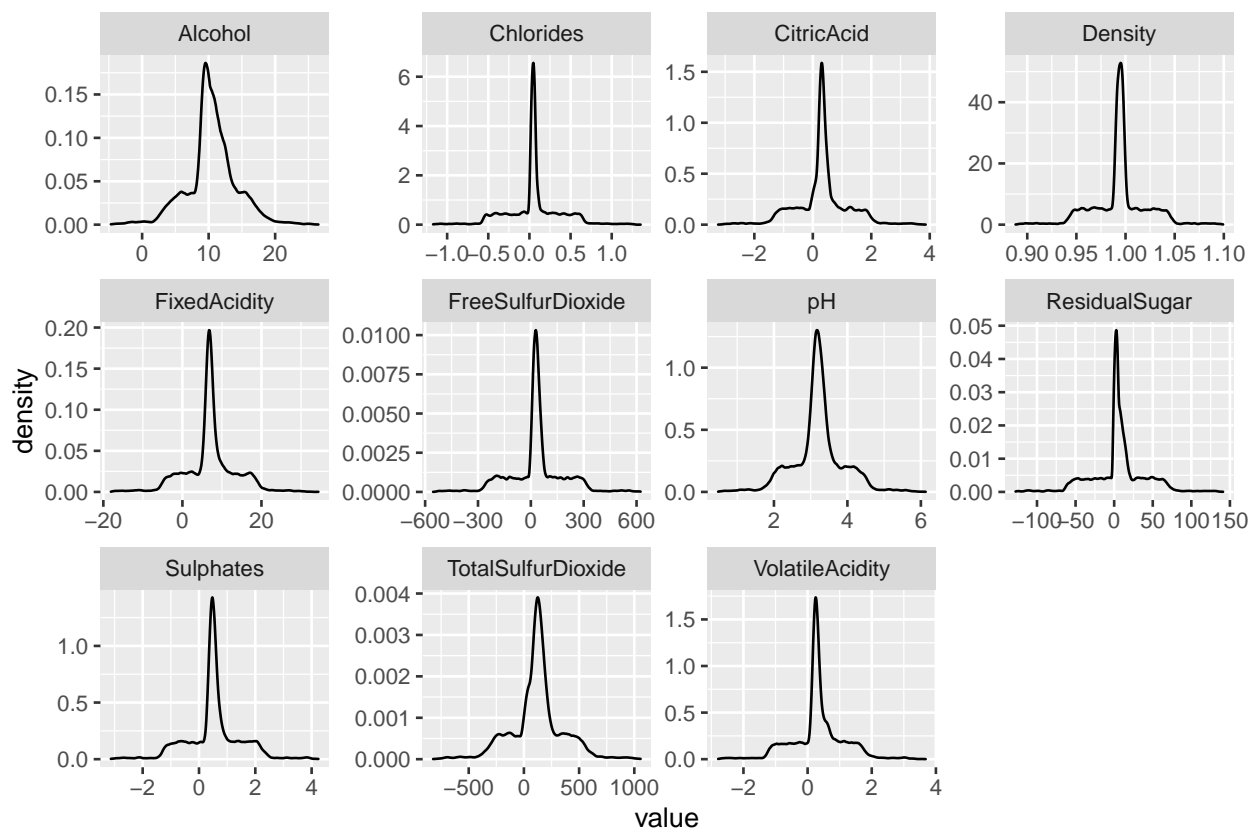 Alcohol Chlorides CitricAcid Density
0.00 0.05 0.10 0.15
0 2 4 6
0.0 0.5 1.0 1.5
0 20 40
0 10 20
−1.0 −0.5 0.0 0.5 1.0
−2 0 2 4
0.90 0.95 1.00 1.05 1.10
FixedAcidity FreeSulfurDioxide pH ResidualSugar
0.00 0.05 0.10 0.15 0.20
0.0000 0.0025 0.0050 0.0075 0.0100
0.0 0.5 1.0
0.00 0.01 0.02 0.03 0.04 0.05
−20 0 20
−600 −300 0 300 600
2 4 6
−100 −50 0 50 100 150
Sulphates TotalSulfurDioxide VolatileAcidity
0.0 0.5 1.0
0.000 0.001 0.002 0.003 0.004
0.0 0.5 1.0 1.5
−2 0 2 4
−500 0 500 1000
−2 0 2 4
density
value